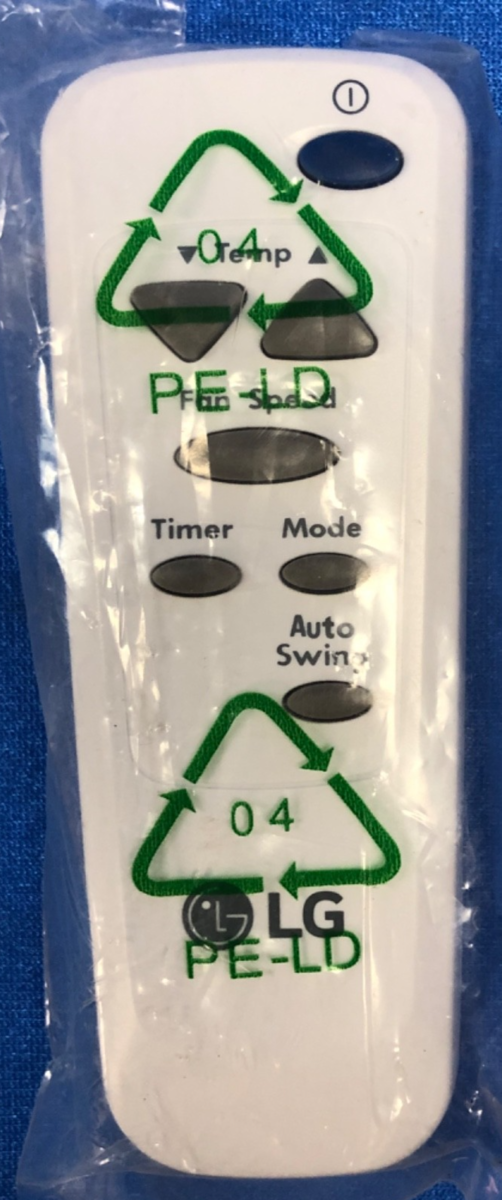 ▼ Temp ▲
04
PE-LD
Fan Speed
Timer Mode
Auto
Swing
04
LG
PE-LD